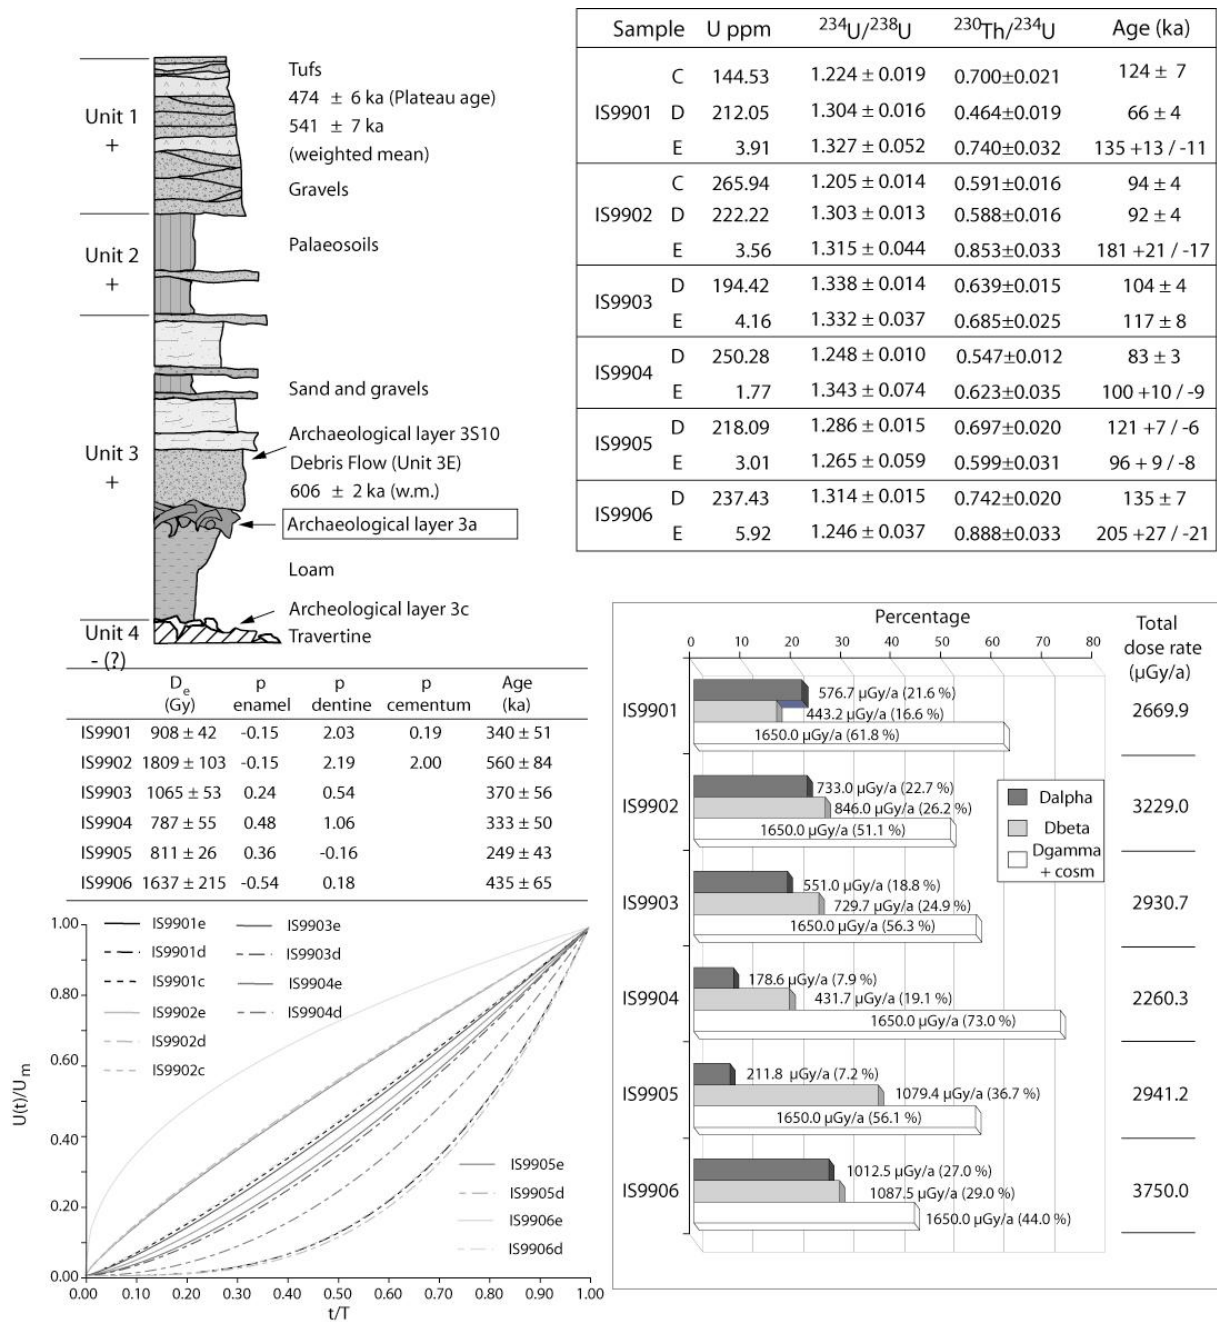 Unit 1
+
Unit 2
+
Unit 3
+
Unit 4
- (?)
Tufs
474 ± 6 ka (Plateau age)
541 ± 7 ka
(weighted mean)
Gravels
Palaeosoils
Sand and gravels
Archaeological layer 3S10
Debris Flow (Unit 3E)
606 ± 2 ka (w.m.)
Archaeological layer 3a
Loam
Archeological layer 3c
Travertine
Sample U ppm 234U/238U 230Th/234U Age (ka)
C 144.53 1.224 ± 0.019 0.700±0.021 124 ± 7
IS9901 D 212.05 1.304 ± 0.016 0.464±0.019 66 ± 4
E 3.91 1.327 ± 0.052 0.740±0.032 135 +13 / -11
C 265.94 1.205 ± 0.014 0.591±0.016 94 ± 4
IS9902 D 222.22 1.303 ± 0.013 0.588±0.016 92 ± 4
E 3.56 1.315 ± 0.044 0.853±0.033 181 +21 / -17
IS9903 D 194.42 1.338 ± 0.014 0.639±0.015 104 ± 4
E 4.16 1.332 ± 0.037 0.685±0.025 117 ± 8
IS9904 D 250.28 1.248 ± 0.010 0.547±0.012 83 ± 3
E 1.77 1.343 ± 0.074 0.623±0.035 100 +10 / -9
IS9905 D 218.09 1.286 ± 0.015 0.697±0.020 121 +7 / -6
E 3.01 1.265 ± 0.059 0.599±0.031 96 + 9 / -8
IS9906 D 237.43 1.314 ± 0.015 0.742±0.020 135 ± 7
E 5.92 1.246 ± 0.037 0.888±0.033 205 +27 / -21
De (Gy) p enamel p dentine p cementum Age (ka)
IS9901 908 ± 42 -0.15 2.03 0.19 340 ± 51
IS9902 1809 ± 103 -0.15 2.19 2.00 560 ± 84
IS9903 1065 ± 53 0.24 0.54 370 ± 56
IS9904 787 ± 55 0.48 1.06 333 ± 50
IS9905 811 ± 26 0.36 -0.16 249 ± 43
IS9906 1637 ± 215 -0.54 0.18 435 ± 65
U(t)/Um
1.00
0.80
0.60
0.40
0.20
0.00
IS9901e
IS9901d
IS9901c
IS9902e
IS9902d
IS9902c
IS9903e
IS9903d
IS9904e
IS9904d
IS9905e
IS9905d
IS9906e
IS9906d
0.00 0.20 0.30 0.40 0.50 0.60 0.70 0.80 0.90 1.00
t/T
Percentage
0 10 20 30 40 50 60 70 80
Total
dose rate
(µGy/a)
IS9901
576.7 µGy/a (21.6 %)
443.2 µGy/a (16.6 %)
1650.0 µGy/a (61.8 %)
2669.9
IS9902
733.0 µGy/a (22.7 %)
846.0 µGy/a (26.2 %)
1650.0 µGy/a (51.1 %)
3229.0
Dalpha
Dbeta
Dgamma
+ cosm
IS9903
551.0 µGy/a (18.8 %)
729.7 µGy/a (24.9 %)
1650.0 µGy/a (56.3 %)
2930.7
IS9904
178.6 µGy/a (7.9 %)
431.7 µGy/a (19.1 %)
1650.0 µGy/a (73.0 %)
2260.3
IS9905
211.8 µGy/a (7.2 %)
1079.4 µGy/a (36.7 %)
1650.0 µGy/a (56.1 %)
2941.2
IS9906
1012.5 µGy/a (27.0 %)
1087.5 µGy/a (29.0 %)
1650.0 µGy/a (44.0 %)
3750.0